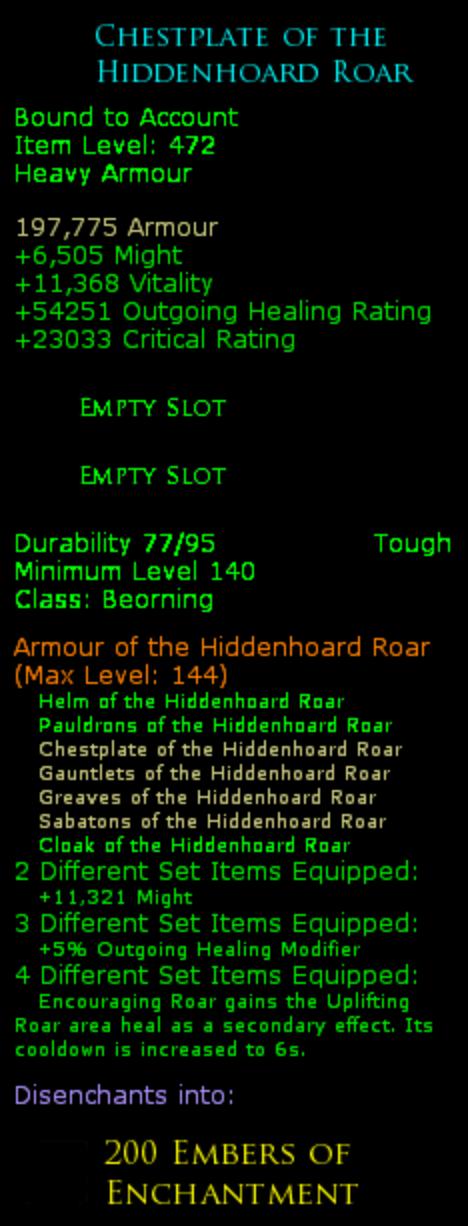 Chestplate of the
Hiddenhoard Roar
Bound to Account
Item Level: 472
Heavy Armour
197,775 Armour
+6,505 Might
+11,368 Vitality
+54251 Outgoing Healing Rating
+23033 Critical Rating
Empty Slot
Empty Slot
Durability 77/95 Tough
Minimum Level 140
Class: Beorning
Armour of the Hiddenhoard Roar
(Max Level: 144)
Helm of the Hiddenhoard Roar
Pauldrons of the Hiddenhoard Roar
Chestplate of the Hiddenhoard Roar
Gauntlets of the Hiddenhoard Roar
Greaves of the Hiddenhoard Roar
Sabatons of the Hiddenhoard Roar
Cloak of the Hiddenhoard Roar
2 Different Set Items Equipped:
+11,321 Might
3 Different Set Items Equipped:
+5% Outgoing Healing Modifier
4 Different Set Items Equipped:
Encouraging Roar gains the Uplifting
Roar area heal as a secondary effect. Its
cooldown is increased to 6s.
Disenchants into:
200 Embers of
Enchantment